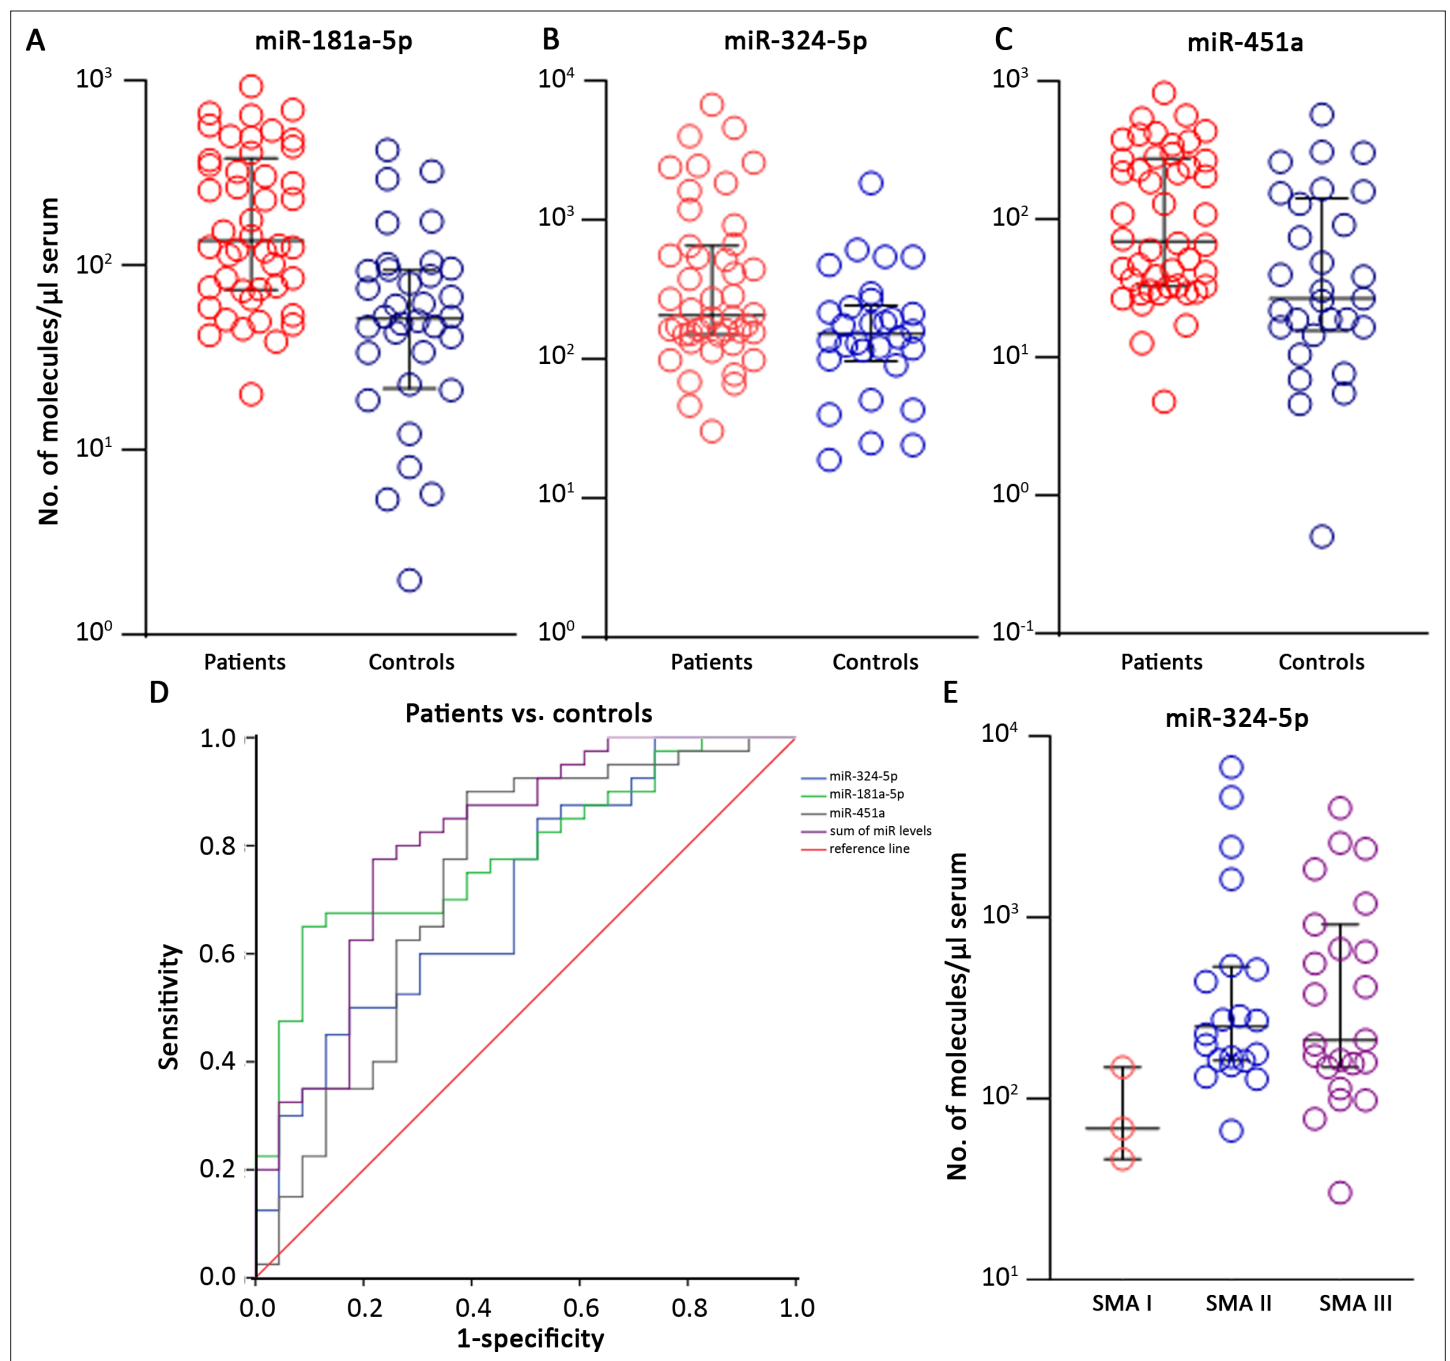 A
miR-181a-5p
B
miR-324-5p
C
miR-451a
No. of molecules/µl serum
10³
10²
10¹
10⁰
Patients
Controls
10⁴
10³
10²
10¹
10⁰
Patients
Controls
10³
10²
10¹
10⁰
10⁻¹
Patients
Controls
D
Patients vs. controls
Sensitivity
1.0
0.8
0.6
0.4
0.2
0.0
0.0 0.2 0.4 0.6 0.8 1.0
1-specificity
miR-324-5p
miR-181a-5p
miR-451a
sum of miR levels
reference line
E
miR-324-5p
No. of molecules/µl serum
10⁴
10³
10²
10¹
SMA I
SMA II
SMA III